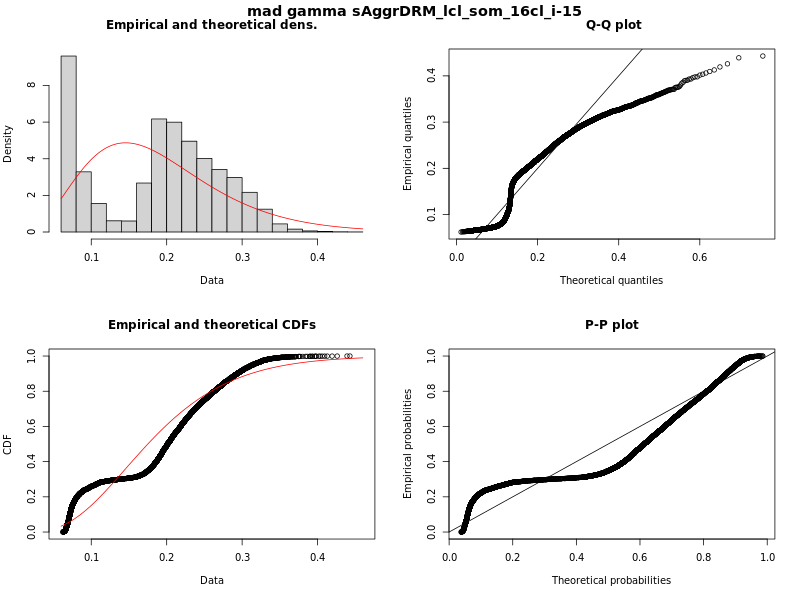 mad gamma sAggrDRM_lcl_som_16cl_i-15
Empirical and theoretical dens.
Density
0 2 4 6 8
0.1 0.2 0.3 0.4
Data
Q-Q plot
Empirical quantiles
0.1 0.2 0.3 0.4
0.0 0.2 0.4 0.6
Theoretical quantiles
Empirical and theoretical CDFs
CDF
0.0 0.2 0.4 0.6 0.8 1.0
0.1 0.2 0.3 0.4
Data
P-P plot
Empirical probabilities
0.0 0.2 0.4 0.6 0.8 1.0
0.0 0.2 0.4 0.6 0.8 1.0
Theoretical probabilities